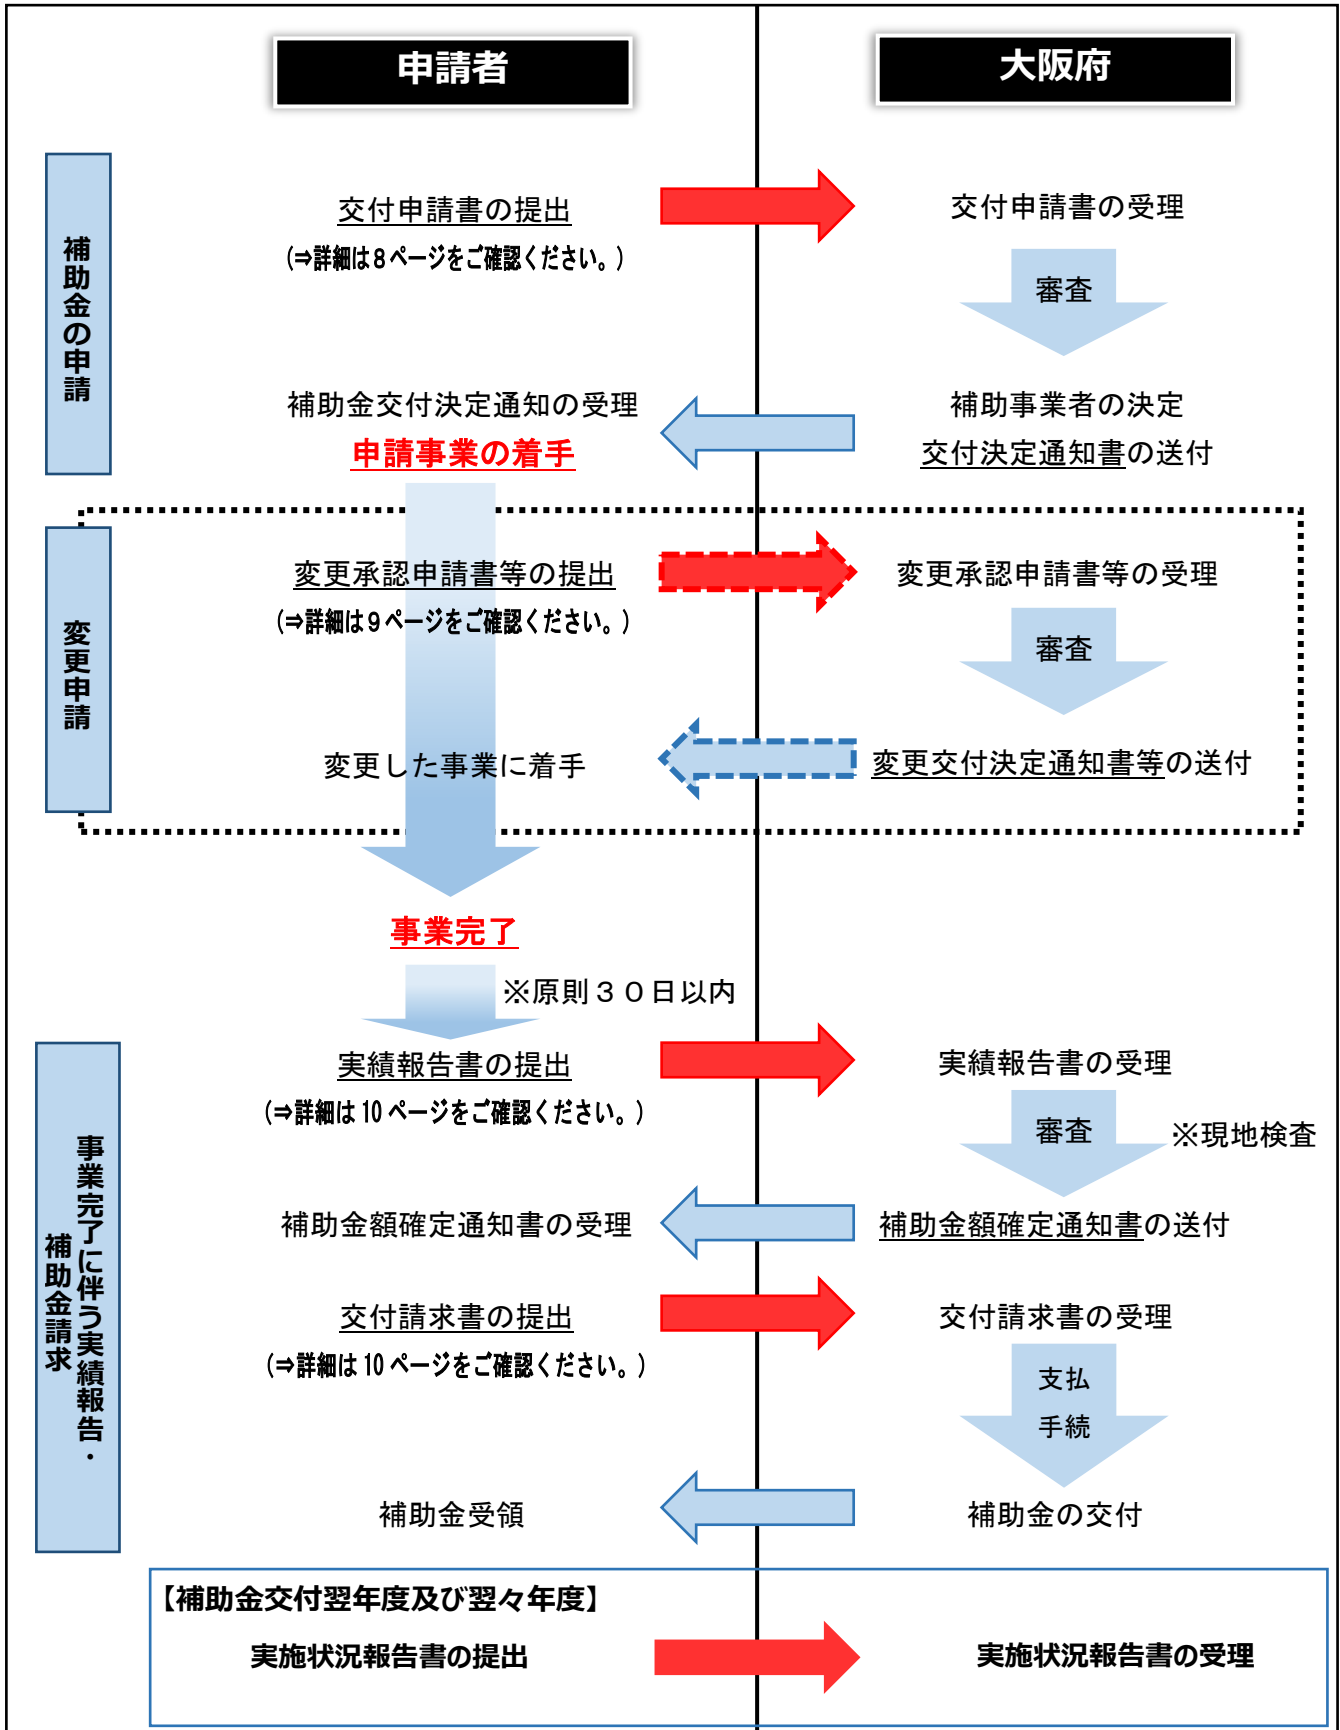 申請者
大阪府
補助金の申請
交付申請書の提出
(⇒詳細は8ページをご確認ください。)
交付申請書の受理
審査
補助金交付決定通知の受理
申請事業の着手
補助事業者の決定
交付決定通知書の送付
変更申請
変更承認申請書等の提出
(⇒詳細は9ページをご確認ください。)
変更承認申請書等の受理
審査
変更した事業に着手
変更交付決定通知書等の送付
事業完了
※原則30日以内
事業完了に伴う実績報告・
補助金請求
実績報告書の提出
(⇒詳細は10ページをご確認ください。)
実績報告書の受理
審査
※現地検査
補助金額確定通知書の受理
補助金額確定通知書の送付
交付請求書の提出
(⇒詳細は10ページをご確認ください。)
交付請求書の受理
支払
手続
補助金受領
補助金の交付
【補助金交付翌年度及び翌々年度】
実施状況報告書の提出
実施状況報告書の受理